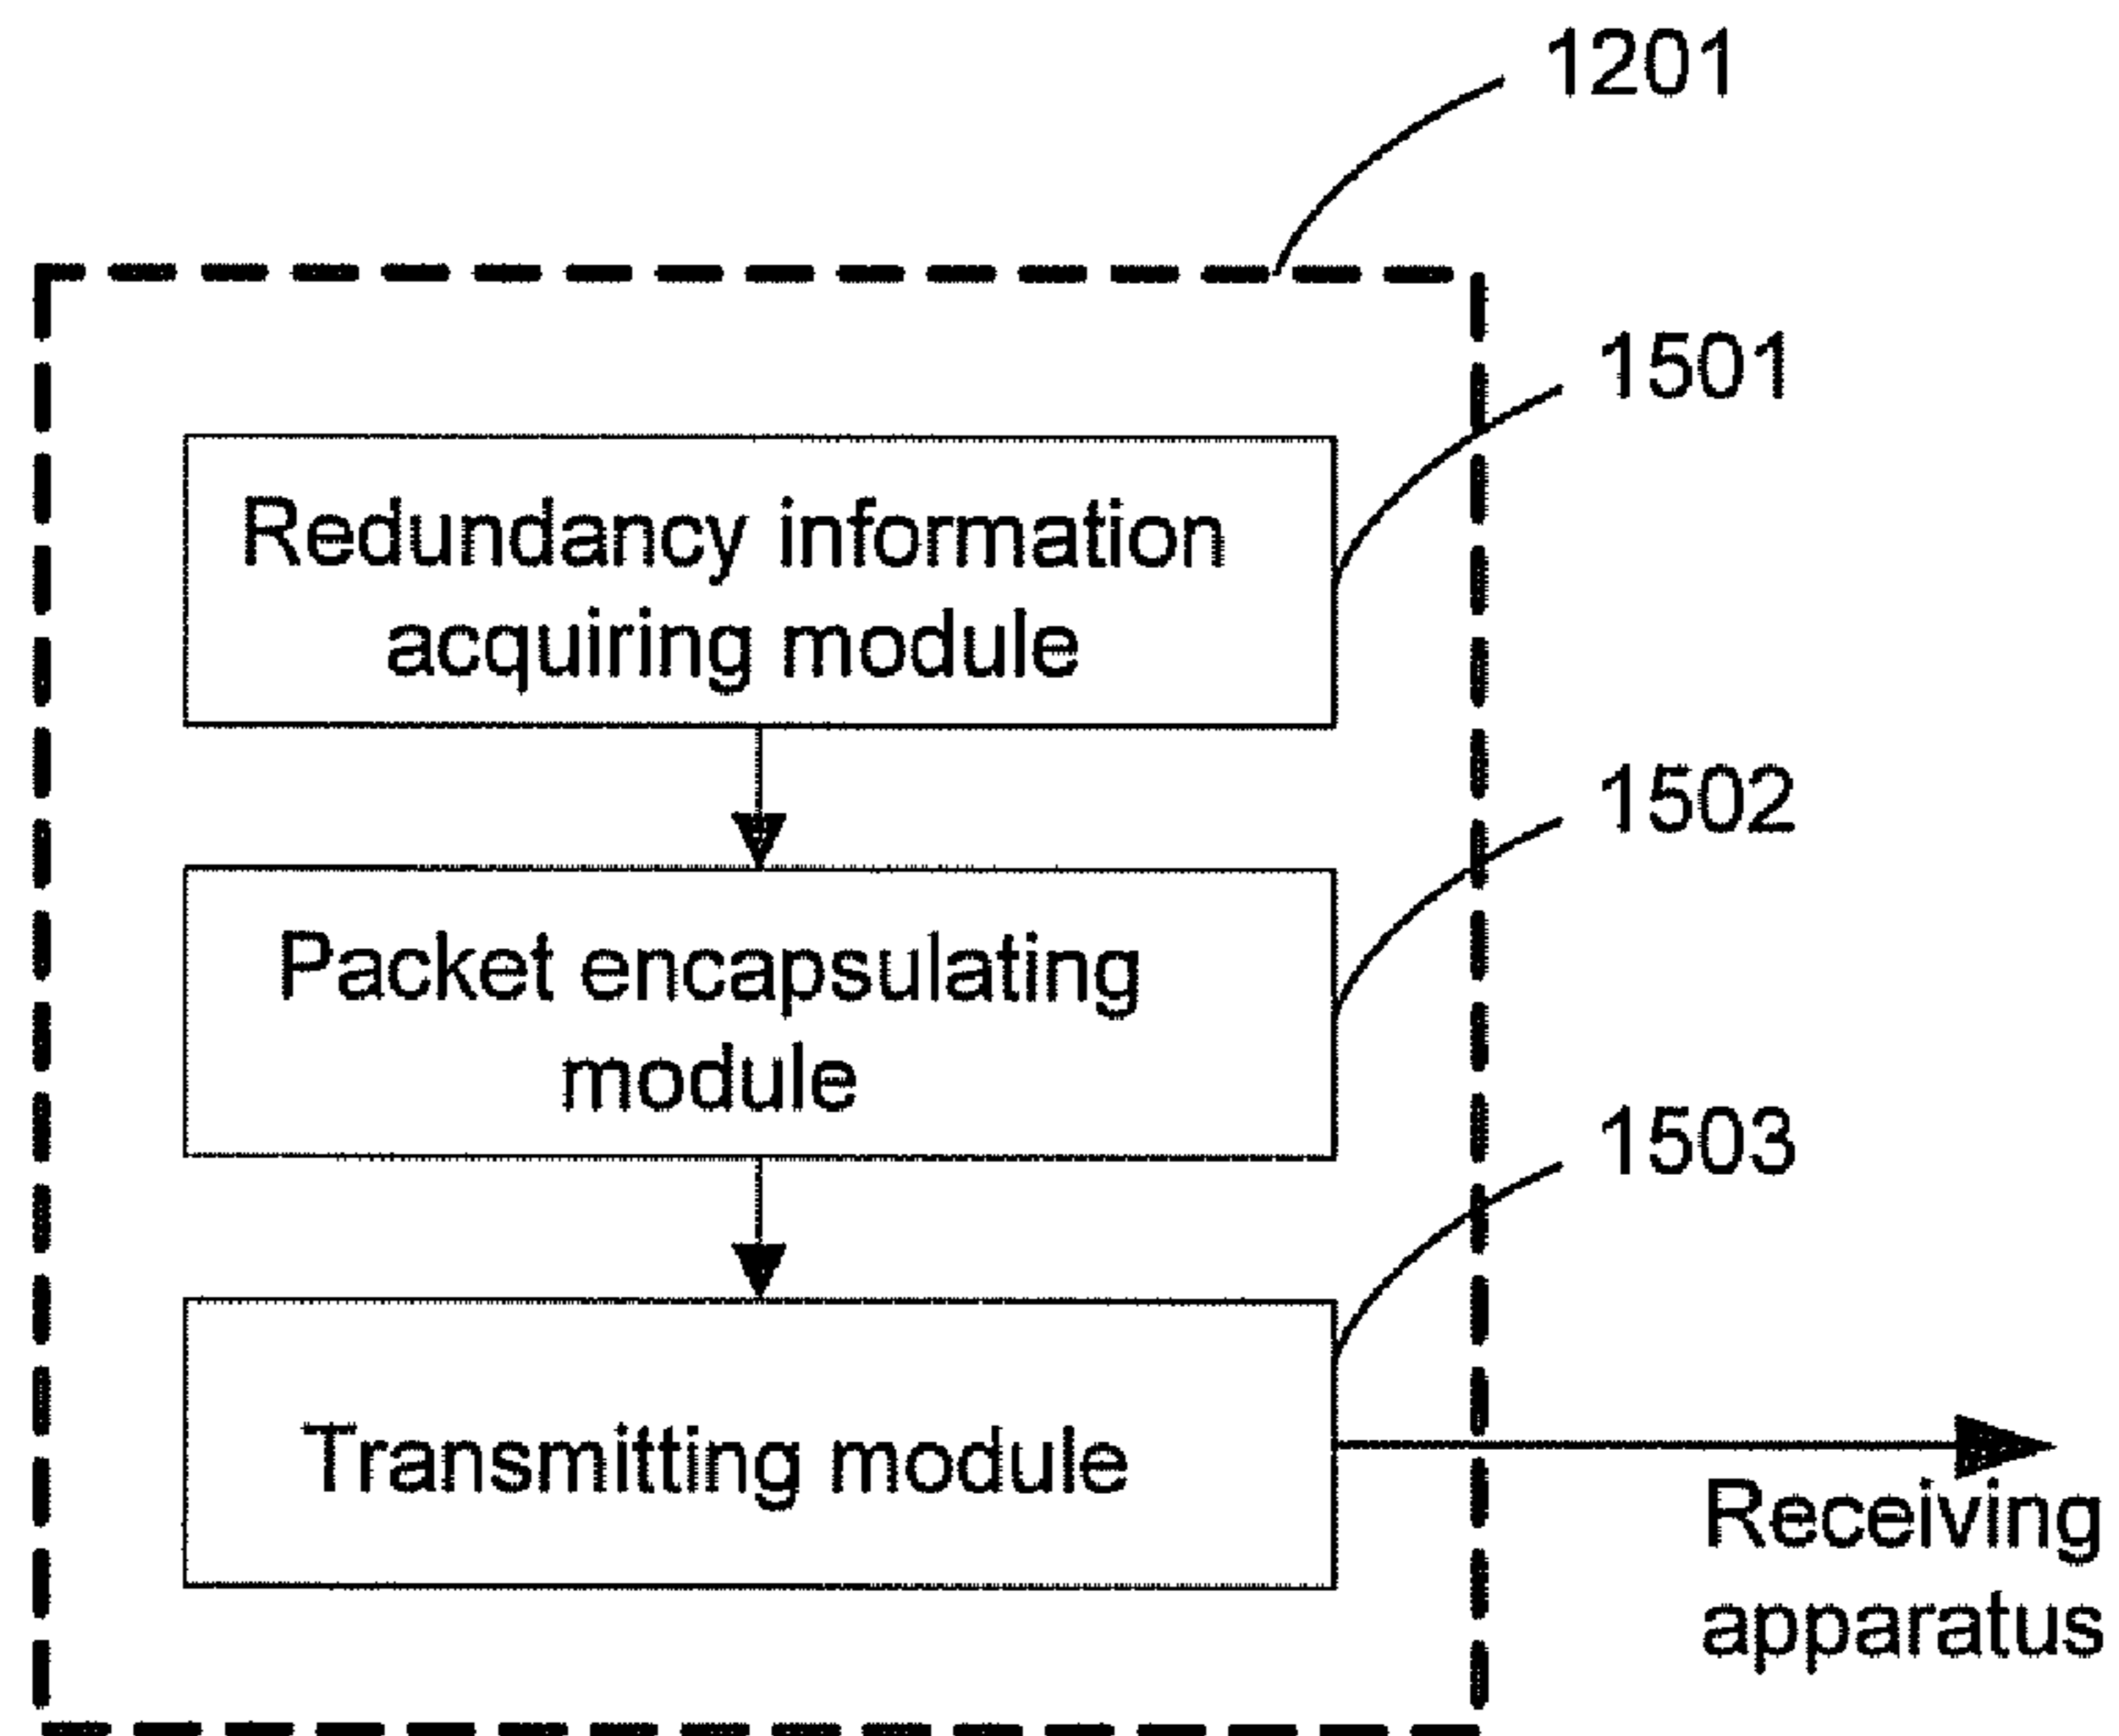 1201
1501
Redundancy information
acquiring module
1502
Packet encapsulating
module
1503
Transmitting module
Receiving
apparatus